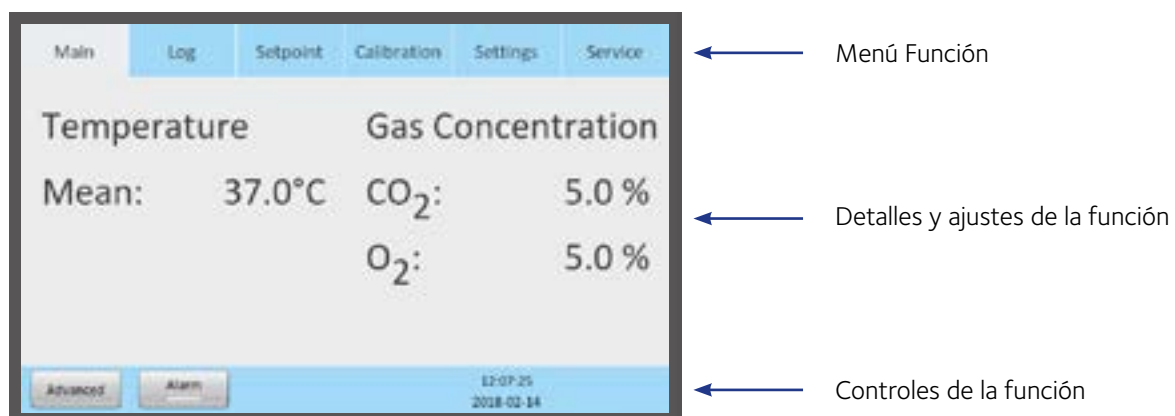 Main Log Setpoint Calibration Settings Service
Menú Función
Temperature Gas Concentration
Mean: 37.0°C CO₂: 5.0 %
Detalles y ajustes de la función
O₂: 5.0 %
Advanced Alarm 12:07:25
2018-02-14
Controles de la función